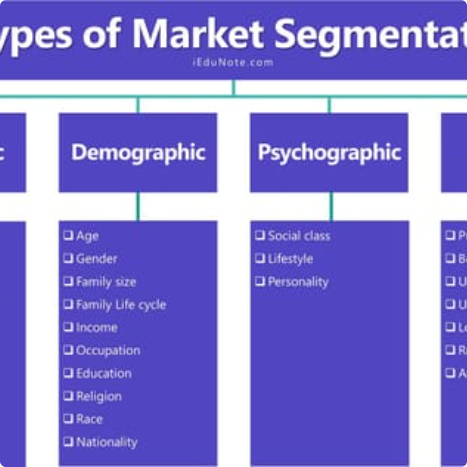 ypes of Market Segmentat
iEduNote.com
c
Demographic
Psychographic
Age
Gender
Family size
Family Life cycle
Income
Occupation
Education
Religion
Race
Nationality
Social class
Lifestyle
Personality